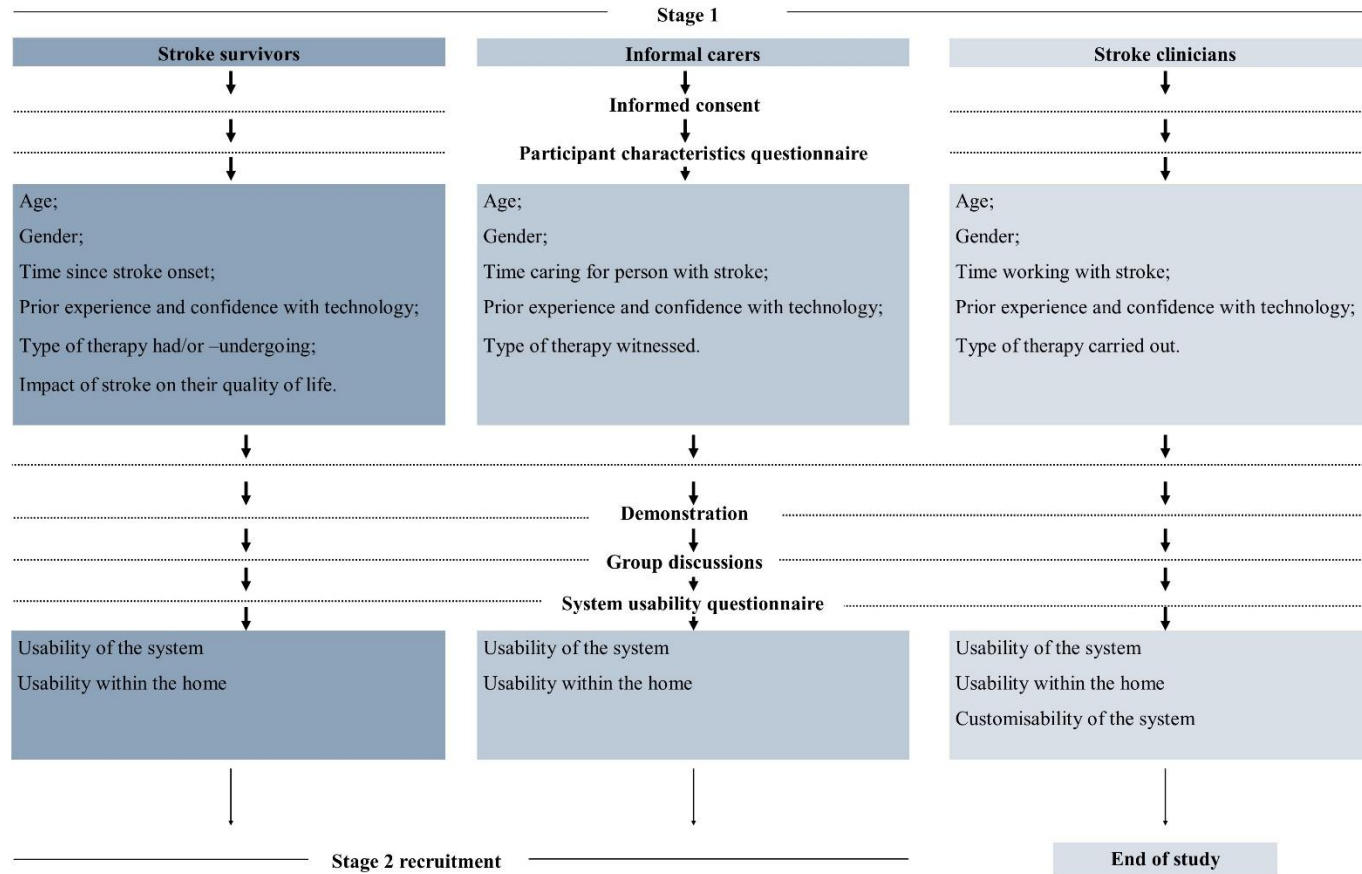 Stage 1
Stroke survivors
Informal carers
Stroke clinicians
Informed consent
Participant characteristics questionnaire
Age;
Gender;
Time since stroke onset;
Prior experience and confidence with technology;
Type of therapy had/or –undergoing;
Impact of stroke on their quality of life.
Age;
Gender;
Time caring for person with stroke;
Prior experience and confidence with technology;
Type of therapy witnessed.
Age;
Gender;
Time working with stroke;
Prior experience and confidence with technology;
Type of therapy carried out.
Demonstration
Group discussions
System usability questionnaire
Usability of the system
Usability within the home
Usability of the system
Usability within the home
Usability of the system
Usability within the home
Customisability of the system
Stage 2 recruitment
End of study